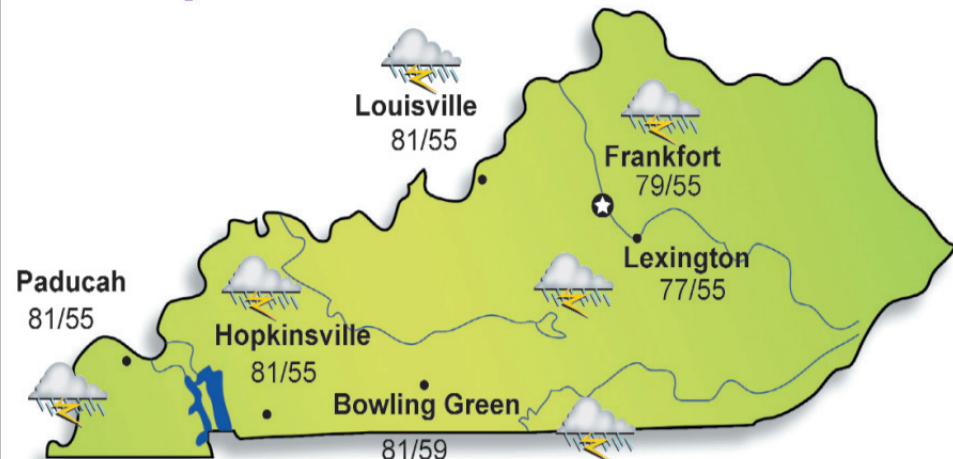 Louisville
81/55
Frankfort
79/55
Lexington
77/55
Paducah
81/55
Hopkinsville
81/55
Bowling Green
81/59